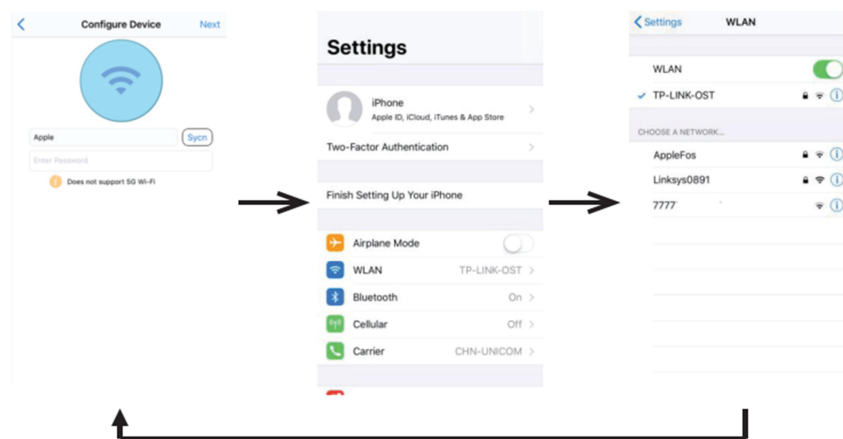 Configure Device
Next
Apple
Sycn
Enter Password
Does not support 5G Wi-Fi
Settings
iPhone
Apple ID, iCloud, iTunes & App Store
Two-Factor Authentication
Finish Setting Up Your iPhone
Airplane Mode
WLAN TP-LINK-OST
Bluetooth On
Cellular Off
Carrier CHN-UNICOM
Settings WLAN
WLAN
TP-LINK-OST
CHOOSE A NETWORK...
AppleFos
Linksys0891
7777